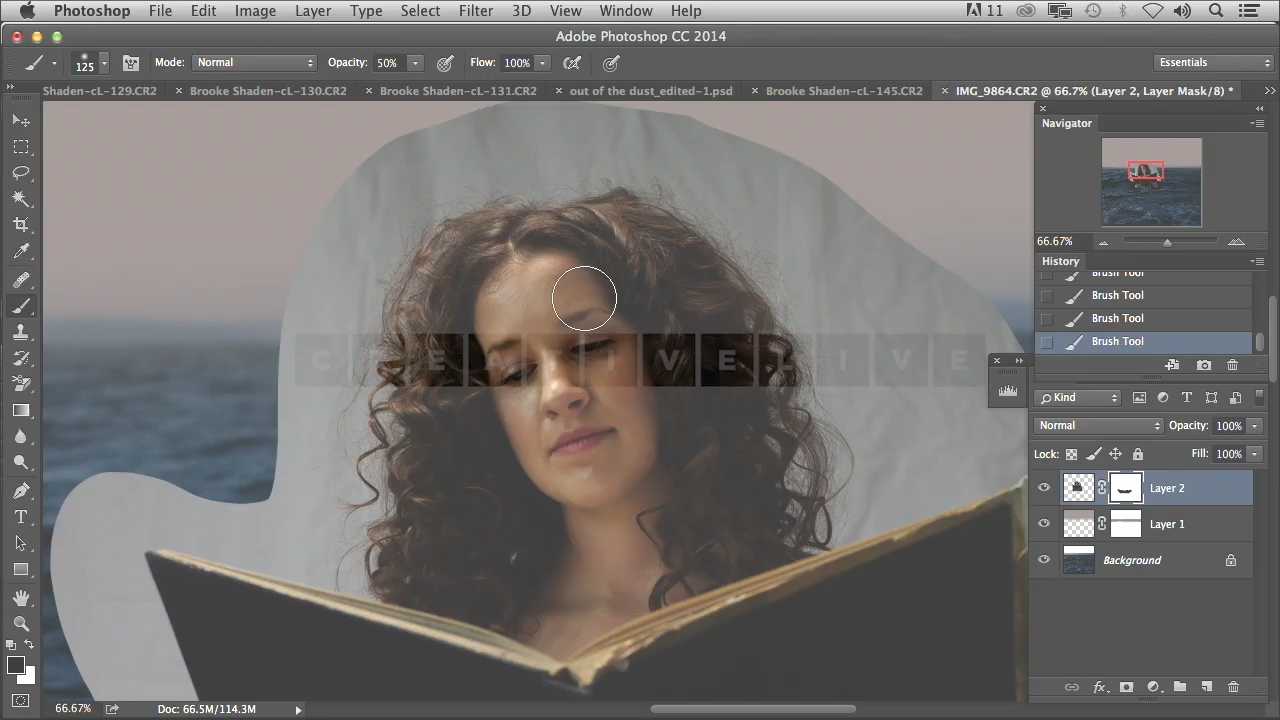 Photoshop File Edit Image Layer Type Select Filter 3D View Window Help 11
Adobe Photoshop CC 2014
125 Mode: Normal Opacity: 50% Flow: 100% Essentials
Shaden-cL-129.CR2 × Brooke Shaden-cL-130.CR2 × Brooke Shaden-cL-131.CR2 × out of the dust_edited-1.psd × Brooke Shaden-cL-145.CR2 × IMG_9864.CR2 @ 66.7% (Layer 2, Layer Mask/8) *
Navigator
66.67%
History
Brush Tool
Brush Tool
Brush Tool
Brush Tool
CREATIVELIVE
Kind
Normal Opacity: 100%
Lock: Fill: 100%
Layer 2
Layer 1
Background
66.67% Doc: 66.5M/114.3M